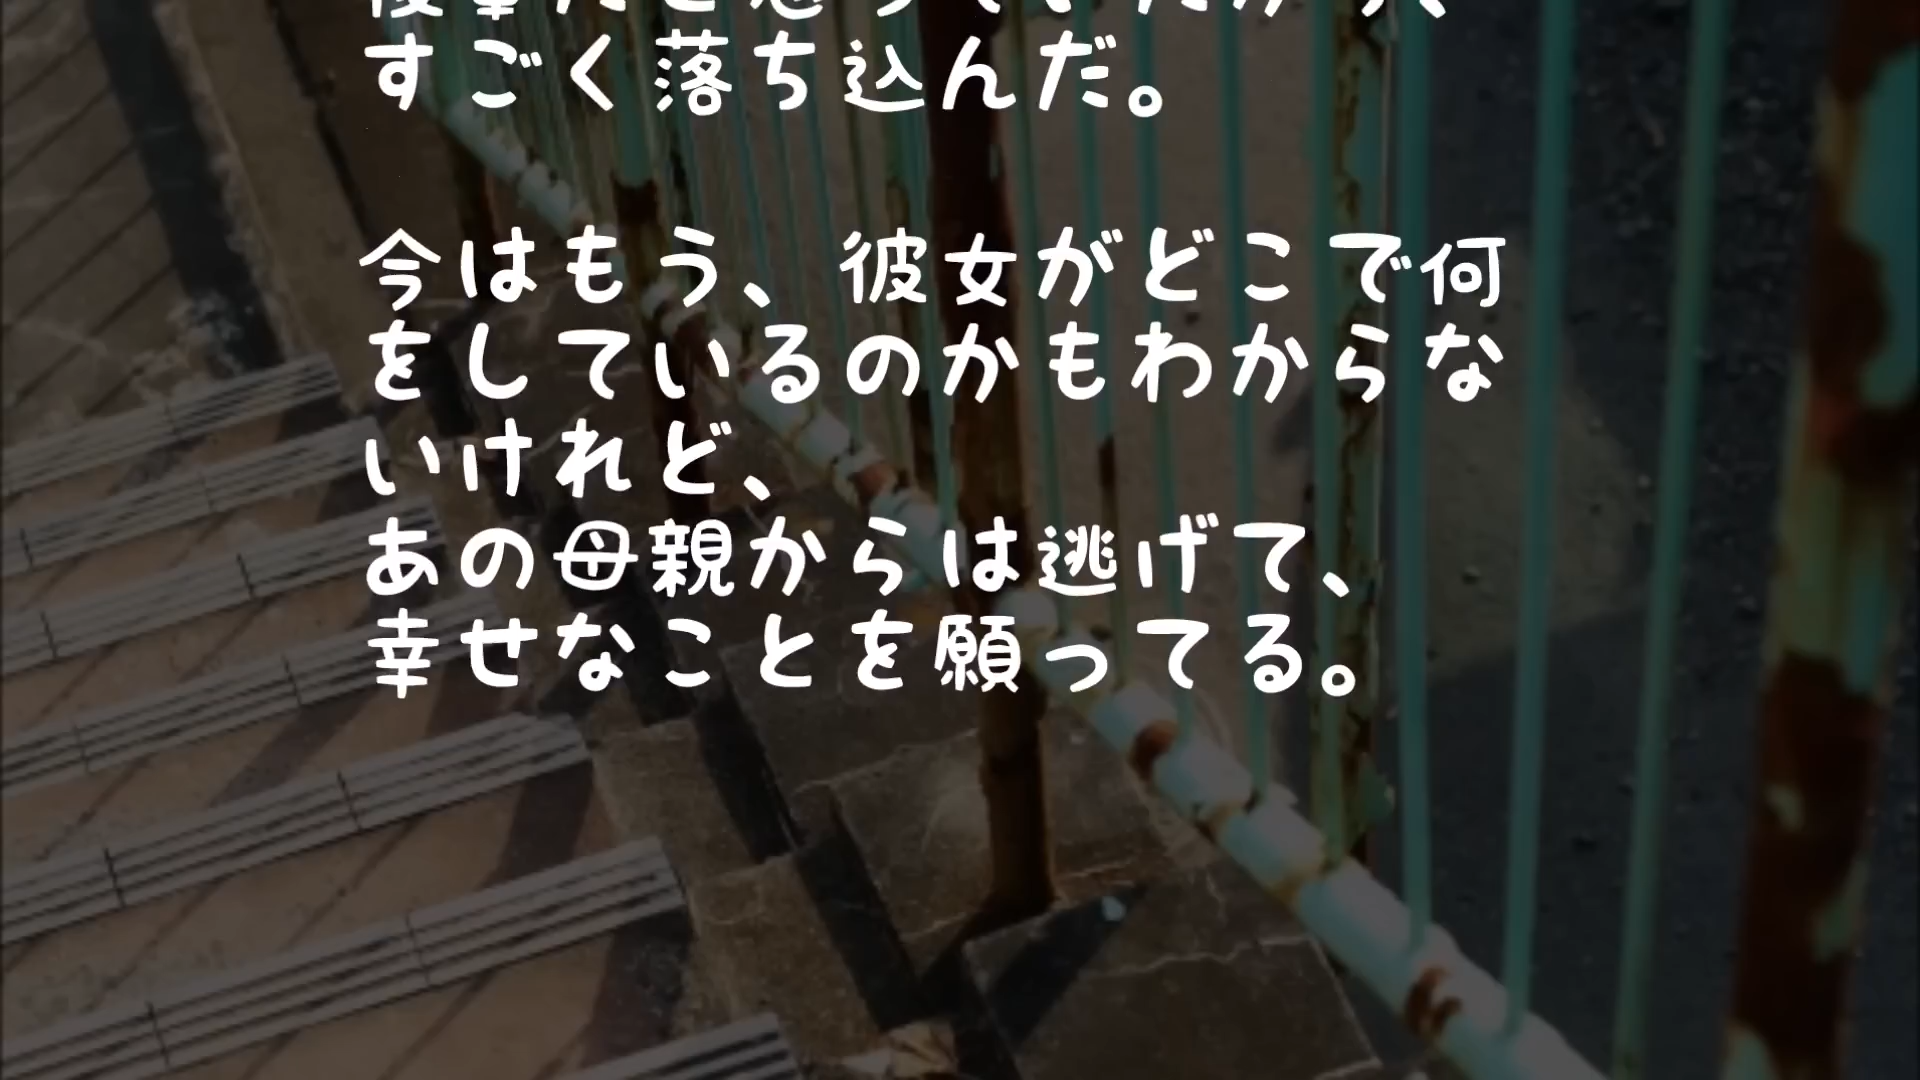 すごく落ち込んだ。
今はもう、彼女がどこで何
をしているのかもわからな
いけれど、
あの母親からは逃げて、
幸せなことを願ってる。